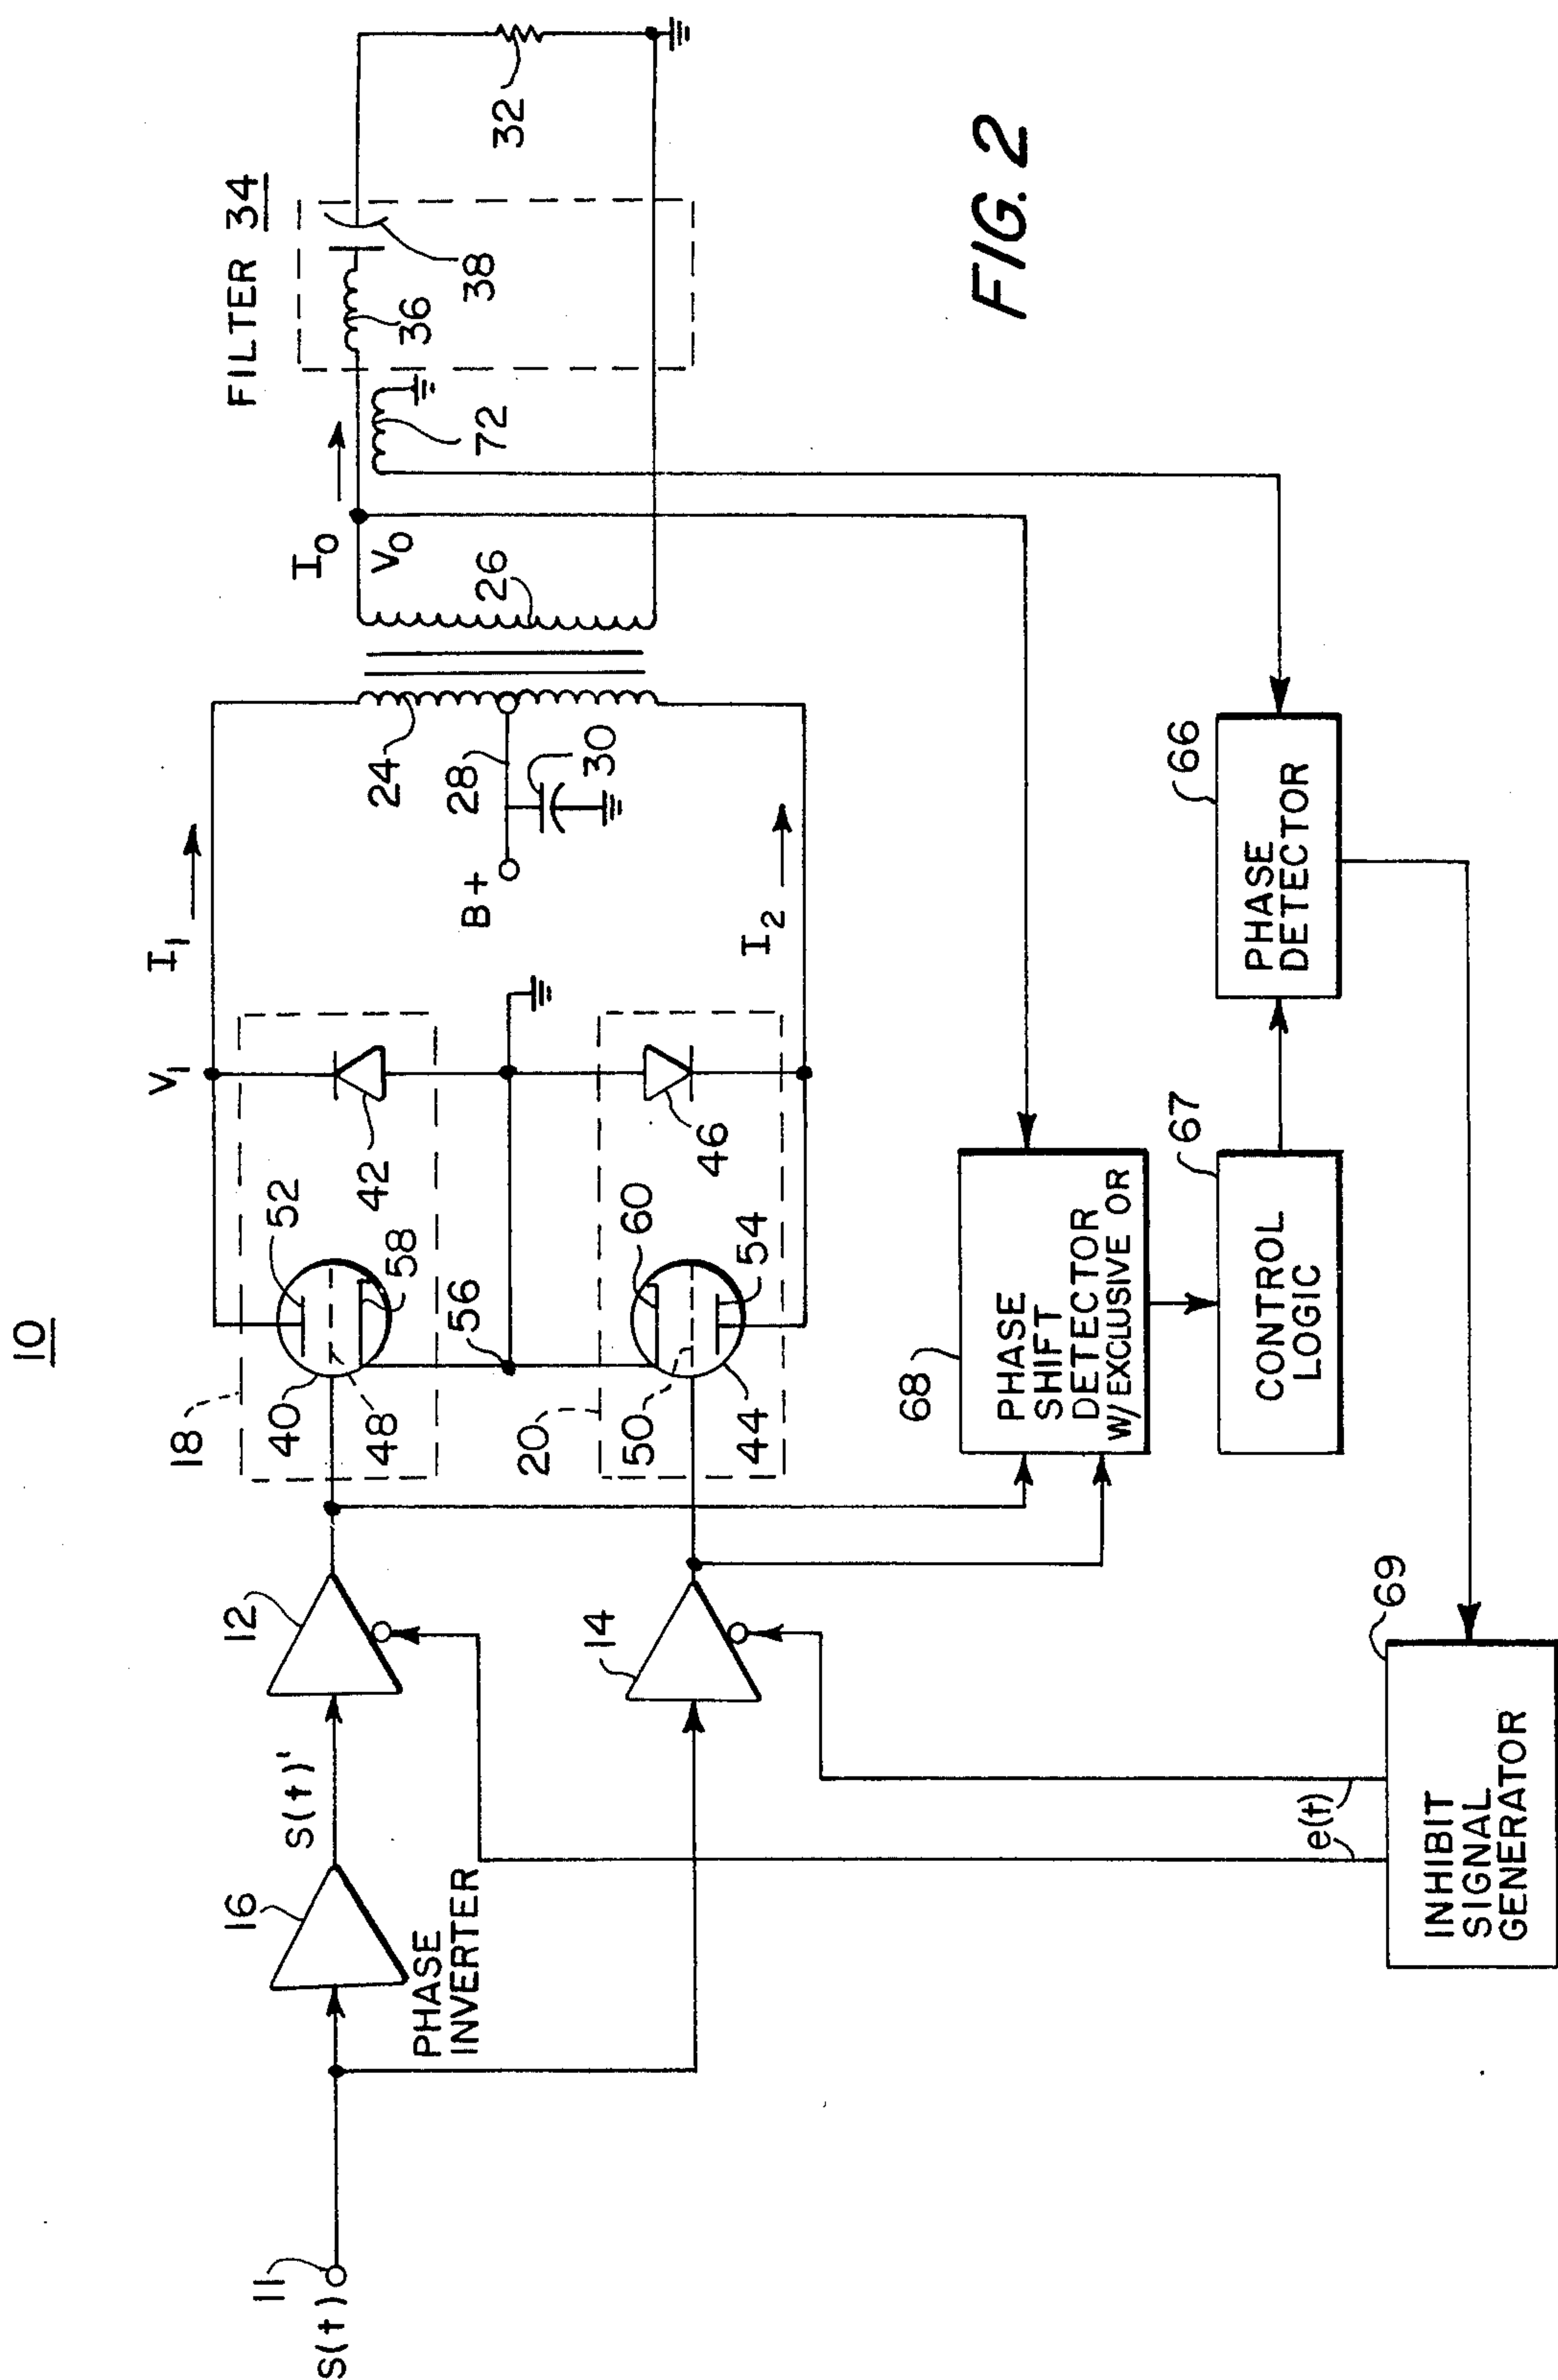 10
S(t)
11
16
PHASE
INVERTER
S(t)'
12
14
18
40
48
52
58
42
V1
I1
20
50
44
60
54
46
56
B+
24
28
30
I2
I0
V0
26
72
FILTER 34
36
38
32
68
PHASE
SHIFT
DETECTOR
W/EXCLUSIVE OR
67
CONTROL
LOGIC
66
PHASE
DETECTOR
69
INHIBIT
SIGNAL
GENERATOR
e(t)
FIG. 2